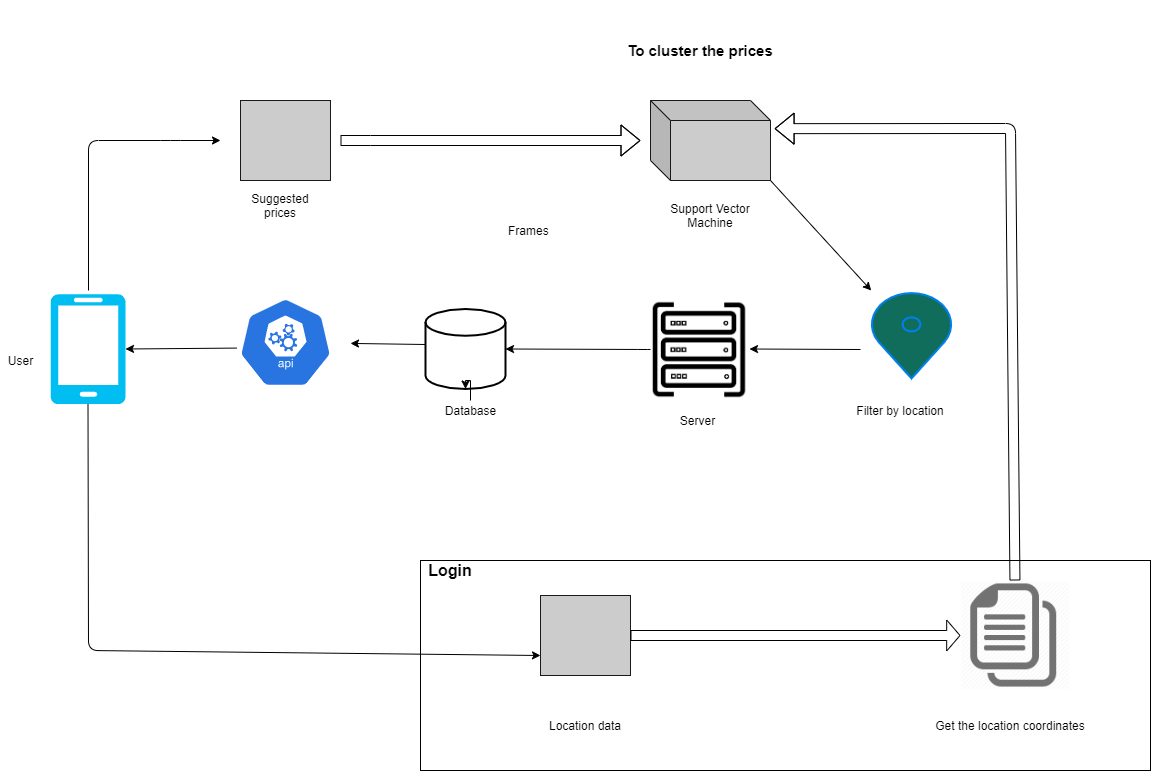 To cluster the prices
Suggested
prices
Support Vector
Machine
Frames
User
api
Database
Server
Filter by location
Login
Location data
Get the location coordinates